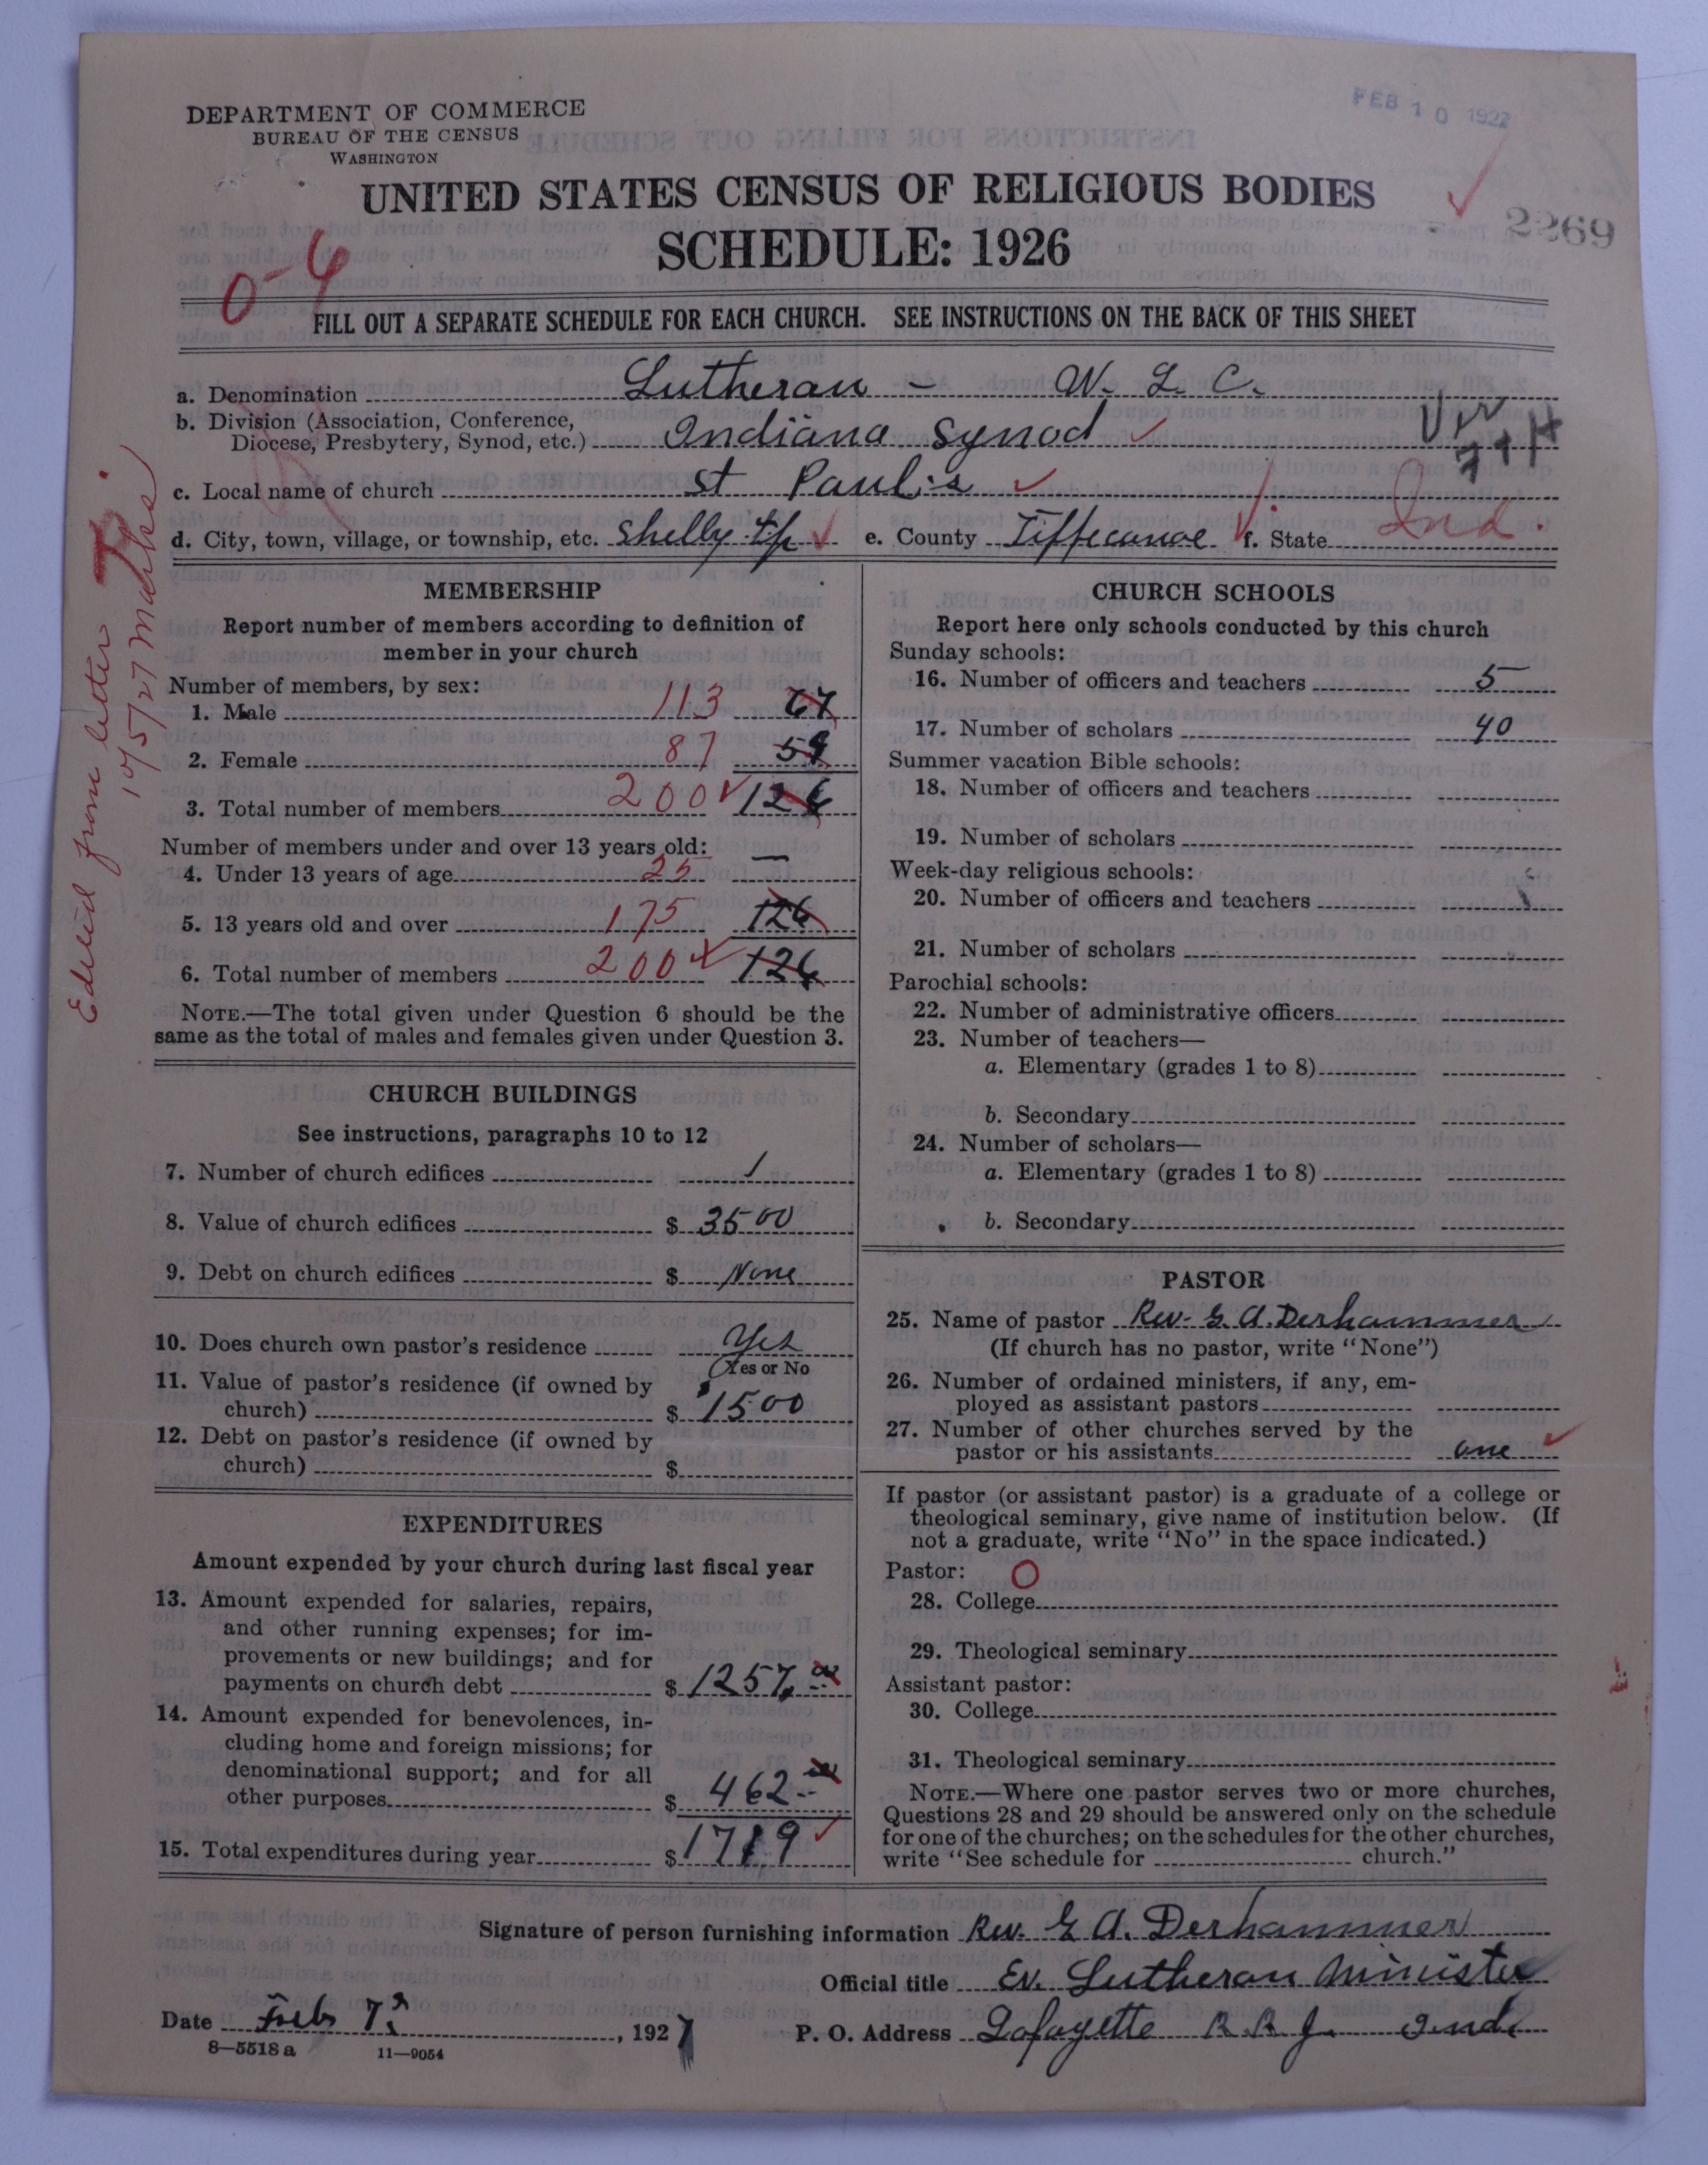 FEB 10 1927
DEPARTMENT OF COMMERCE
BUREAU OF THE CENSUS
WASHINGTON
UNITED STATES CENSUS OF RELIGIOUS BODIES
2269
SCHEDULE: 1926
0-4
FILL OUT A SEPARATE SCHEDULE FOR EACH CHURCH. SEE INSTRUCTIONS ON THE BACK OF THIS SHEET
a. Denomination Lutheran - W. L. C.
b. Division (Association, Conference,
Diocese, Presbytery, Synod, etc.) Indiana Synod
c. Local name of church St Paul's
d. City, town, village, or township, etc. Shelby tp e. County Tiffecanoe f. State Ind.
Edited from letter
MEMBERSHIP
Report number of members according to definition of
member in your church
Number of members, by sex:
1. Male 113 67
2. Female 87 59
3. Total number of members 200 126
Number of members under and over 13 years old:
4. Under 13 years of age 25 —
5. 13 years old and over 175 126
6. Total number of members 200 126
NOTE.—The total given under Question 6 should be the
same as the total of males and females given under Question 3.
CHURCH BUILDINGS
See instructions, paragraphs 10 to 12
7. Number of church edifices 1
8. Value of church edifices $ 3500
9. Debt on church edifices $ None
10. Does church own pastor's residence Yes
(Yes or No
11. Value of pastor's residence (if owned by
church) $ 1500
12. Debt on pastor's residence (if owned by
church) $
EXPENDITURES
Amount expended by your church during last fiscal year
13. Amount expended for salaries, repairs,
and other running expenses; for im-
provements or new buildings; and for
payments on church debt $ 1257
14. Amount expended for benevolences, in-
cluding home and foreign missions; for
denominational support; and for all
other purposes $ 462
15. Total expenditures during year $ 1719
CHURCH SCHOOLS
Report here only schools conducted by this church
Sunday schools:
16. Number of officers and teachers 5
17. Number of scholars 40
Summer vacation Bible schools:
18. Number of officers and teachers
19. Number of scholars
Week-day religious schools:
20. Number of officers and teachers
21. Number of scholars
Parochial schools:
22. Number of administrative officers
23. Number of teachers—
a. Elementary (grades 1 to 8)
b. Secondary
24. Number of scholars—
a. Elementary (grades 1 to 8)
b. Secondary
PASTOR
25. Name of pastor Rev. G. A. Derhammer
(If church has no pastor, write "None")
26. Number of ordained ministers, if any, em-
ployed as assistant pastors
27. Number of other churches served by the
pastor or his assistants one
If pastor (or assistant pastor) is a graduate of a college or
theological seminary, give name of institution below. (If
not a graduate, write "No" in the space indicated.)
Pastor: O
28. College
29. Theological seminary
Assistant pastor:
30. College
31. Theological seminary
NOTE.—Where one pastor serves two or more churches,
Questions 28 and 29 should be answered only on the schedule
for one of the churches; on the schedules for the other churches,
write "See schedule for church."
Signature of person furnishing information Rev. G A. Derhammer
Official title Ev. Lutheran Minister
Date Feb 7, 1927 P. O. Address Lafayette R.R. J. Ind.
8—5518a 11—9054